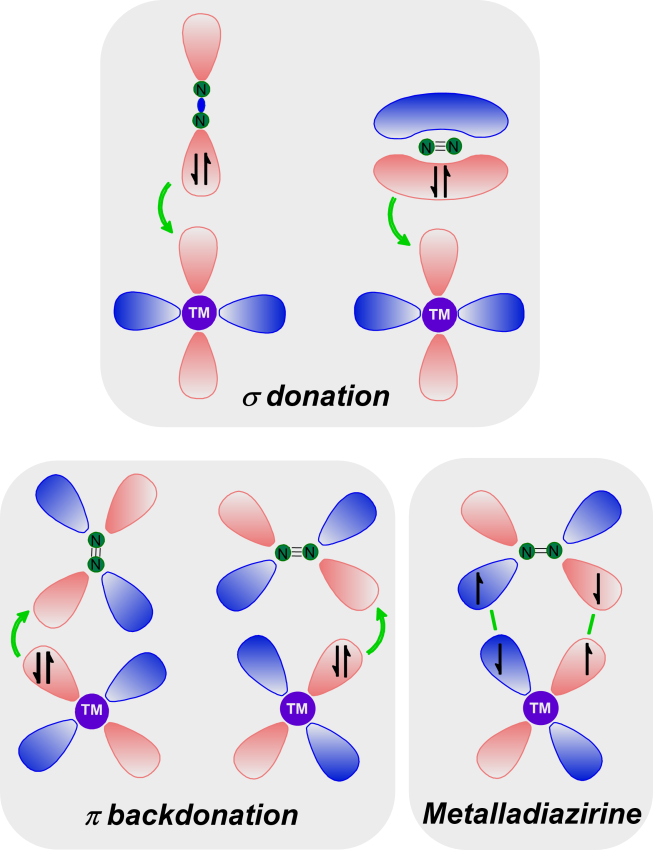 N
N
N≡N
TM
TM
σ donation
N
N
N≡N
N=N
TM
TM
TM
π backdonation
Metalladiazirine